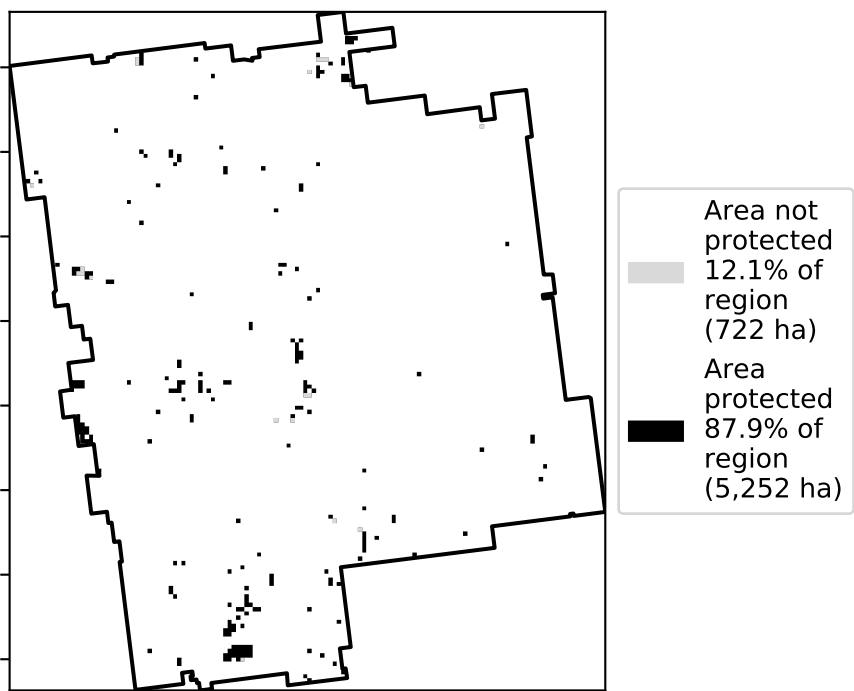 Area not
protected
12.1% of
region
(722 ha)
Area
protected
87.9% of
region
(5,252 ha)